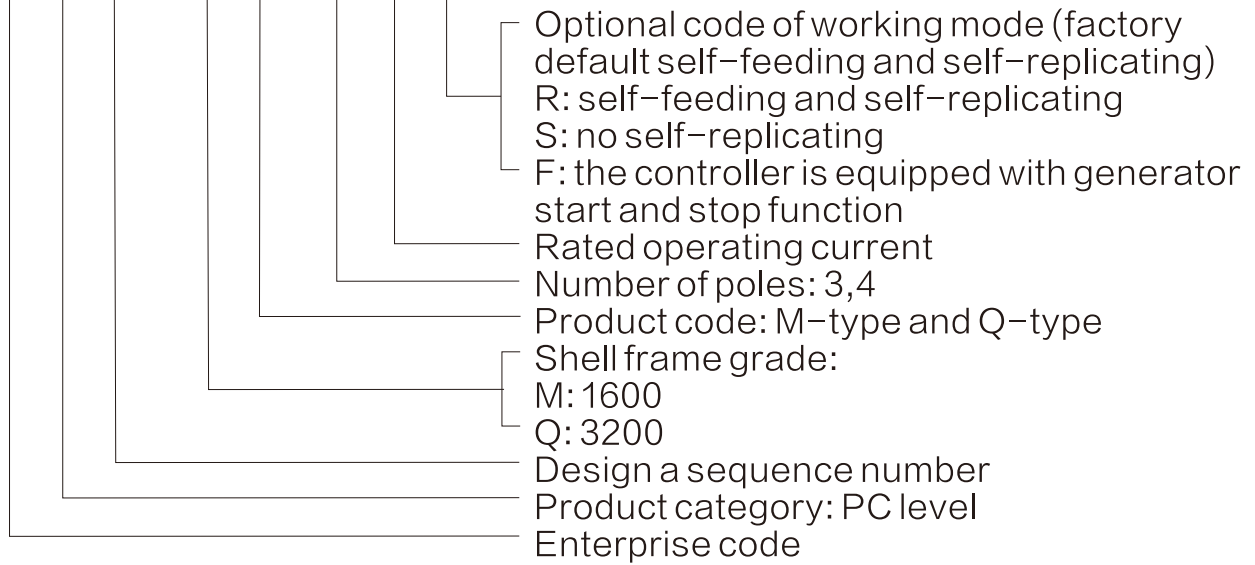 Optional code of working mode (factory
default self-feeding and self-replicating)
R: self-feeding and self-replicating
S: no self-replicating
F: the controller is equipped with generator
start and stop function
Rated operating current
Number of poles: 3,4
Product code: M-type and Q-type
Shell frame grade:
M: 1600
Q: 3200
Design a sequence number
Product category: PC level
Enterprise code